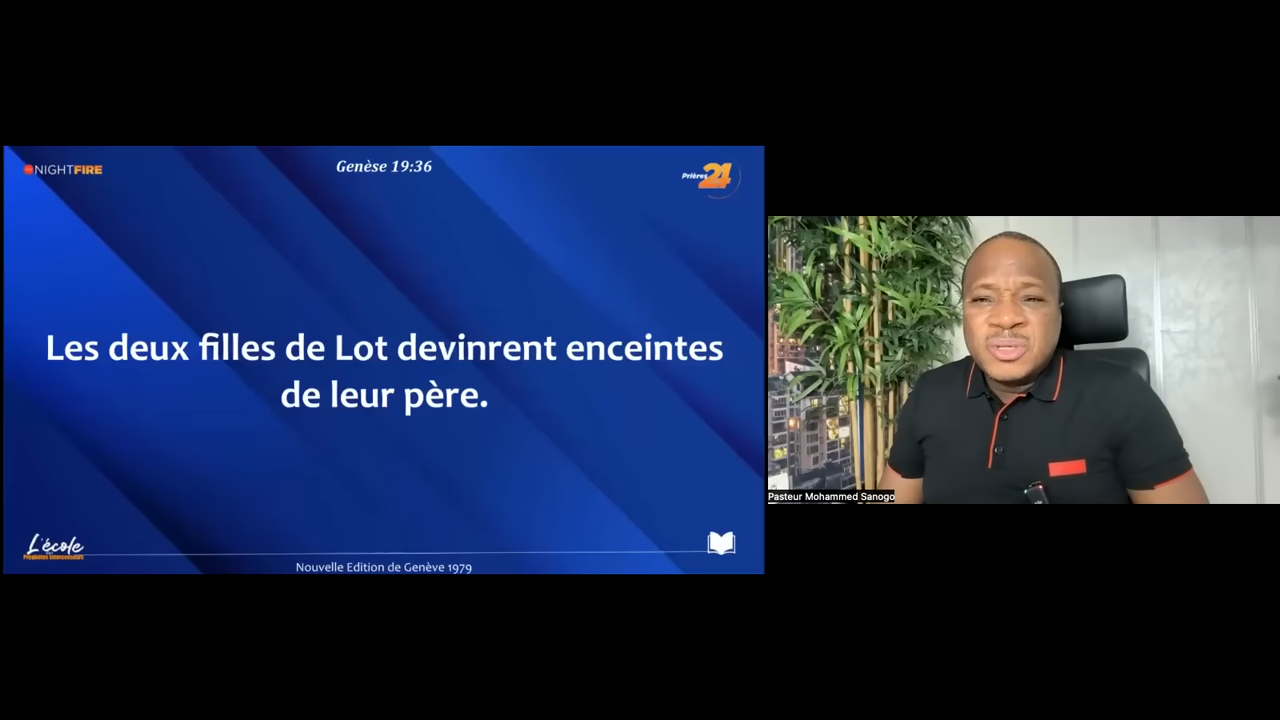 NIGHTFIRE
Genèse 19:36
Prières 24
Les deux filles de Lot devinrent enceintes
de leur père.
L'école
Nouvelle Edition de Genève 1979
Pasteur Mohammed Sanogo